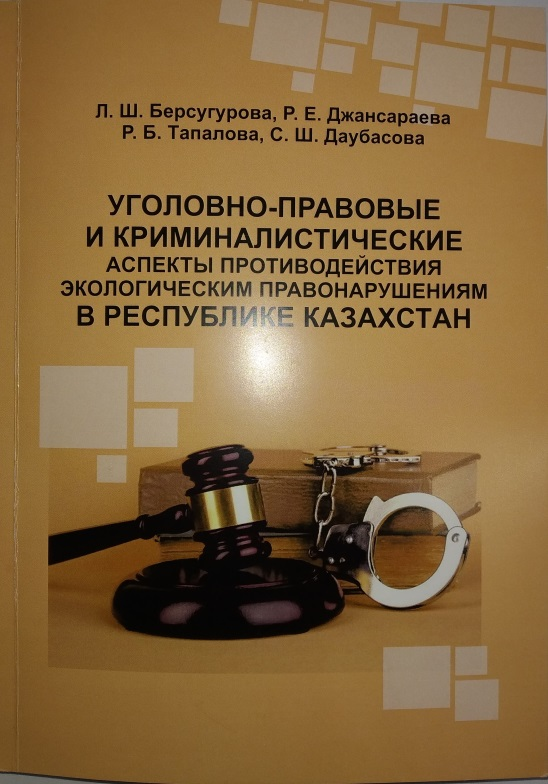 Л. Ш. Берсугурова, Р. Е. Джансараева
Р. Б. Тапалова, С. Ш. Даубасова
УГОЛОВНО-ПРАВОВЫЕ
И КРИМИНАЛИСТИЧЕСКИЕ
АСПЕКТЫ ПРОТИВОДЕЙСТВИЯ
ЭКОЛОГИЧЕСКИМ ПРАВОНАРУШЕНИЯМ
В РЕСПУБЛИКЕ КАЗАХСТАН